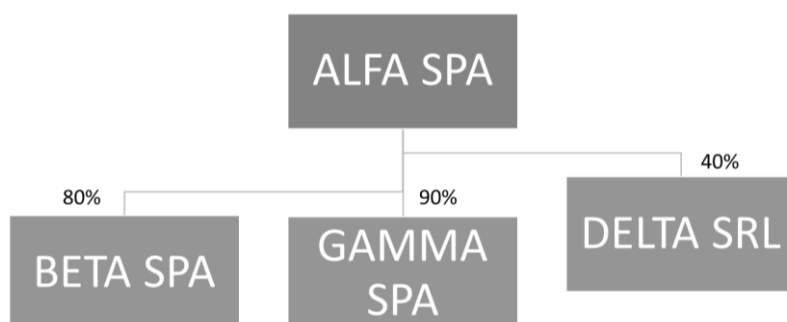 ALFA SPA
40%
80%
90%
DELTA SRL
BETA SPA
GAMMA
SPA